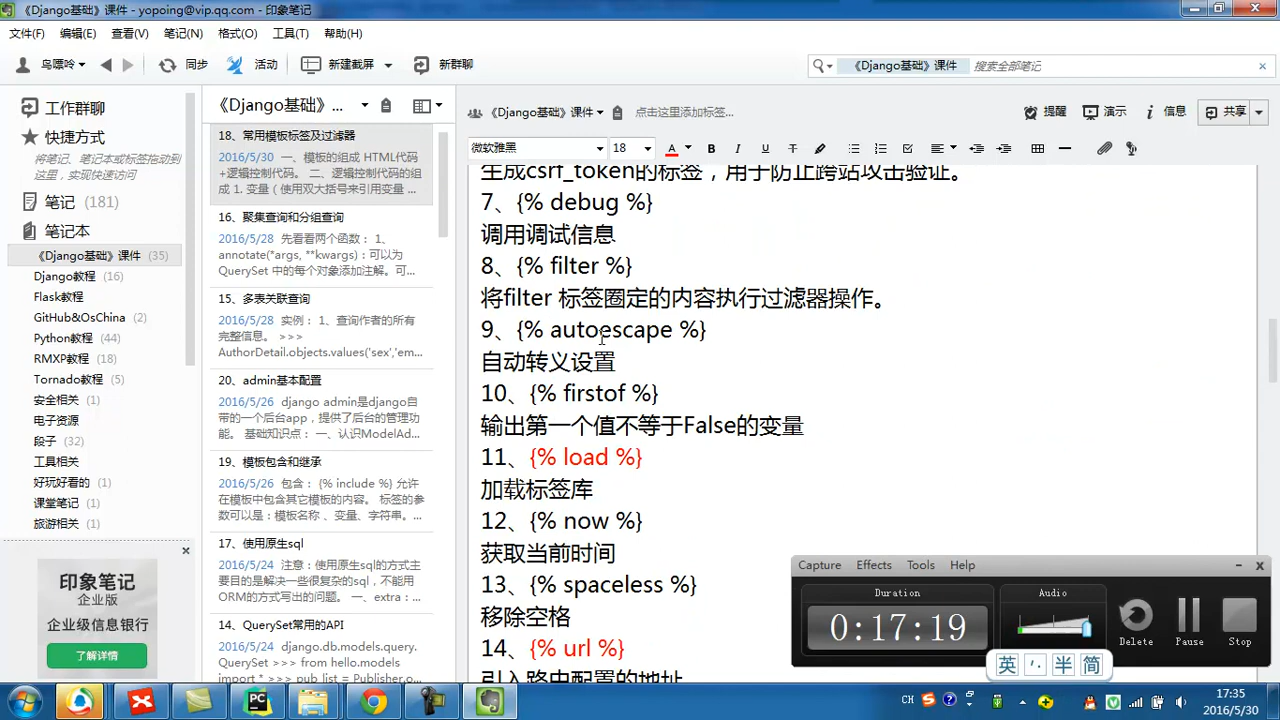 《Django基础》课件 - yopoing@vip.qq.com - 印象笔记
文件(F) 编辑(E) 查看(V) 笔记(N) 格式(O) 工具(T) 帮助(H)
鸟嘌呤 同步 活动 新建截屏 新群聊
《Django基础》课件 搜索全部笔记
工作群聊
快捷方式
将笔记、笔记本或标签拖动到
这里，实现快速访问
笔记 (181)
笔记本
《Django基础》课件 (35)
Django教程 (16)
Flask教程
GitHub&OsChina (2)
Python教程 (44)
RMXP教程 (18)
Tornado教程 (5)
安全相关 (1)
电子资源
段子 (32)
工具相关
好玩好看的 (1)
课堂笔记 (1)
旅游相关 (1)
印象笔记
企业版
企业级信息银行
了解详情
《Django基础》...
18、常用模板标签及过滤器
2016/5/30 一、模板的组成 HTML代码
+逻辑控制代码。 二、逻辑控制代码的组
成 1. 变量（使用双大括号来引用变量 ...
16、聚集查询和分组查询
2016/5/28 先看看两个函数： 1、
annotate(*args, **kwargs)：可以为
QuerySet 中的每个对象添加注解。可...
15、多表关联查询
2016/5/28 实例： 1、查询作者的所有
完整信息。 >>>
AuthorDetail.objects.values('sex','em...
20、admin基本配置
2016/5/26 django admin是django自
带的一个后台app，提供了后台的管理功
能。 基础知识点： 一、认识ModelAd...
19、模板包含和继承
2016/5/26 包含： {% include %} 允许
在模板中包含其它模板的内容。 标签的参
数可以是：模板名称 、变量、字符串。...
17、使用原生sql
2016/5/24 注意：使用原生sql的方式主
要目的是解决一些很复杂的sql，不能用
ORM的方式写出的问题。 一、extra：...
14、QuerySet常用的API
2016/5/24 django.db.models.query.
QuerySet >>> from hello.models
import * >>> pub_list = Publisher.o...
《Django基础》课件 点击这里添加标签... 提醒 演示 信息 共享
微软雅黑 18 A B I U T
生成csrf_token的标签，用于防止跨站攻击验证。
7、{% debug %}
调用调试信息
8、{% filter %}
将filter 标签圈定的内容执行过滤器操作。
9、{% autoescape %}
自动转义设置
10、{% firstof %}
输出第一个值不等于False的变量
11、{% load %}
加载标签库
12、{% now %}
获取当前时间
13、{% spaceless %}
移除空格
14、{% url %}
引入路由配置的地址
Capture Effects Tools Help
Duration Audio
0:17:19
Delete Pause Stop
英 半 简
CH
17:35
2016/5/30